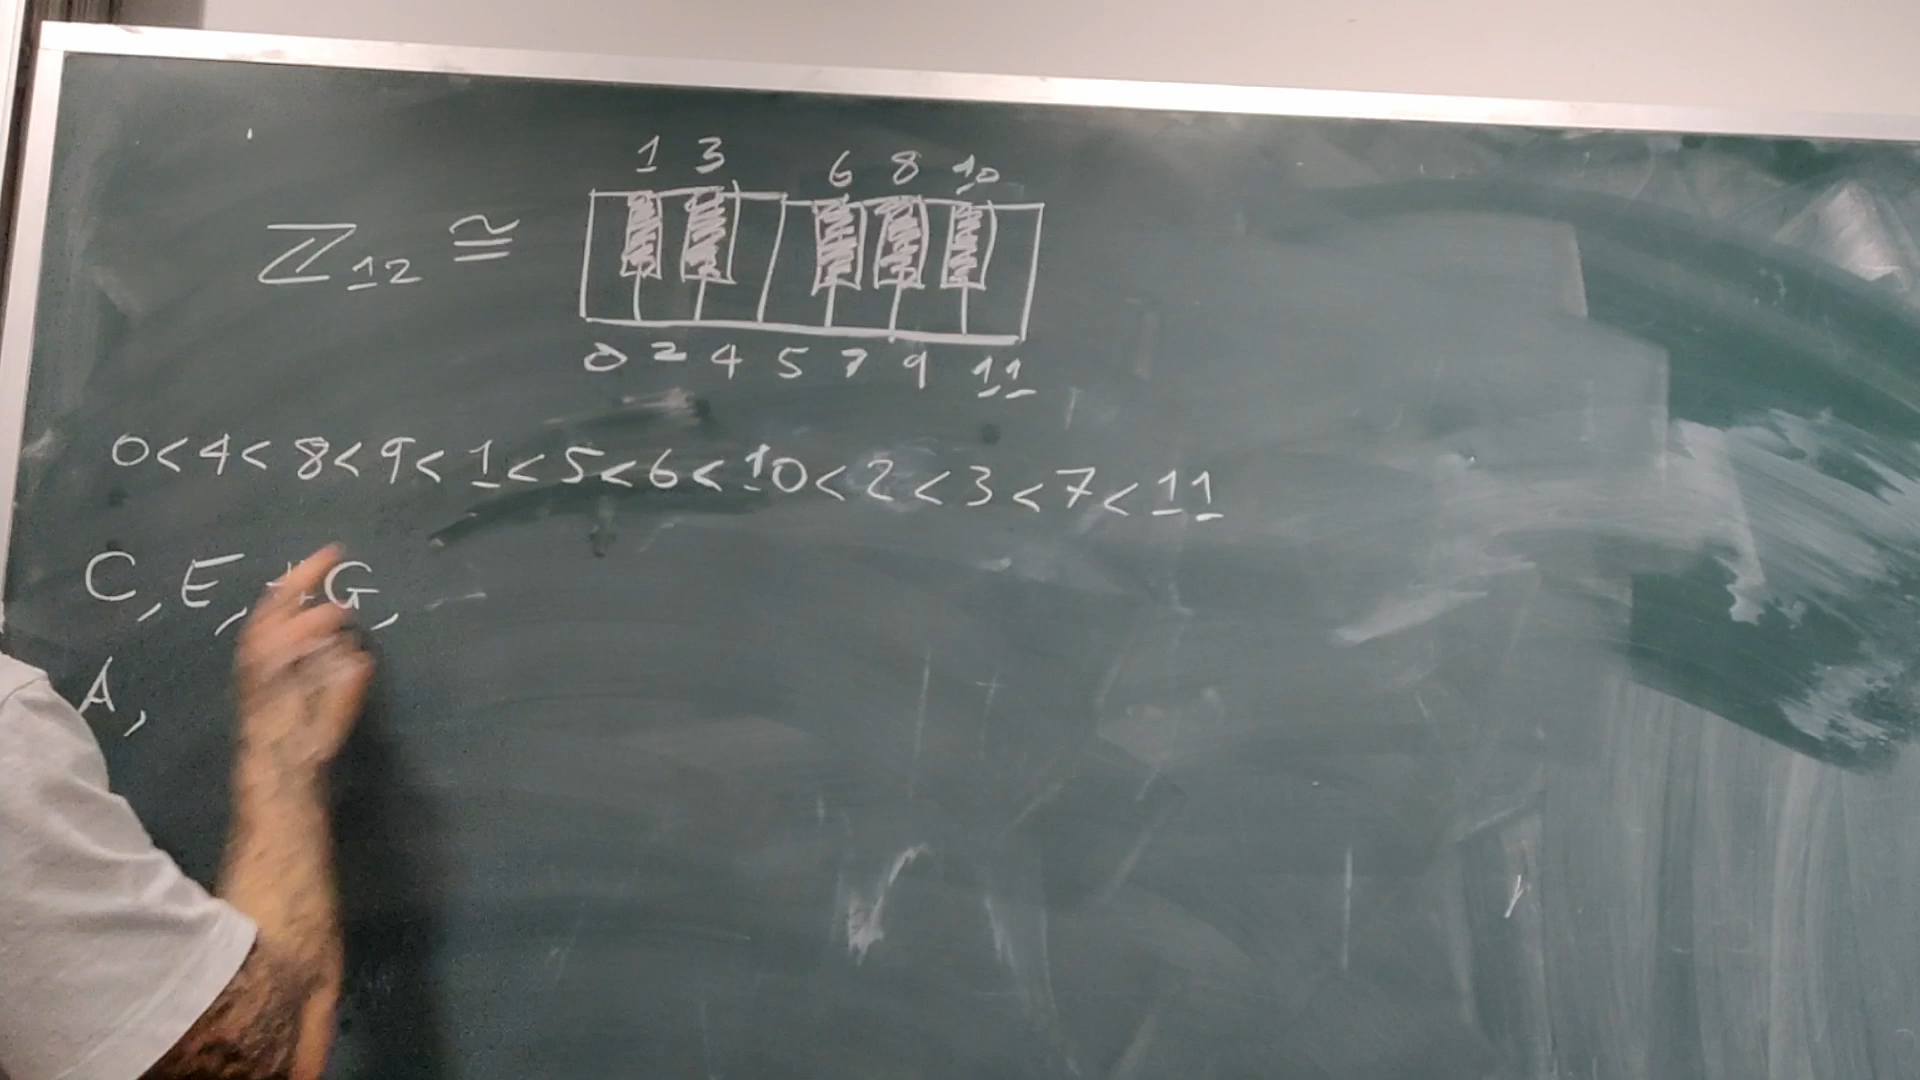 1 3 6 8 10
ℤ₁₂ ≅
0 2 4 5 7 9 11
0<4<8<9<1<5<6<10<2<3<7<11
C, E, #G,
A,